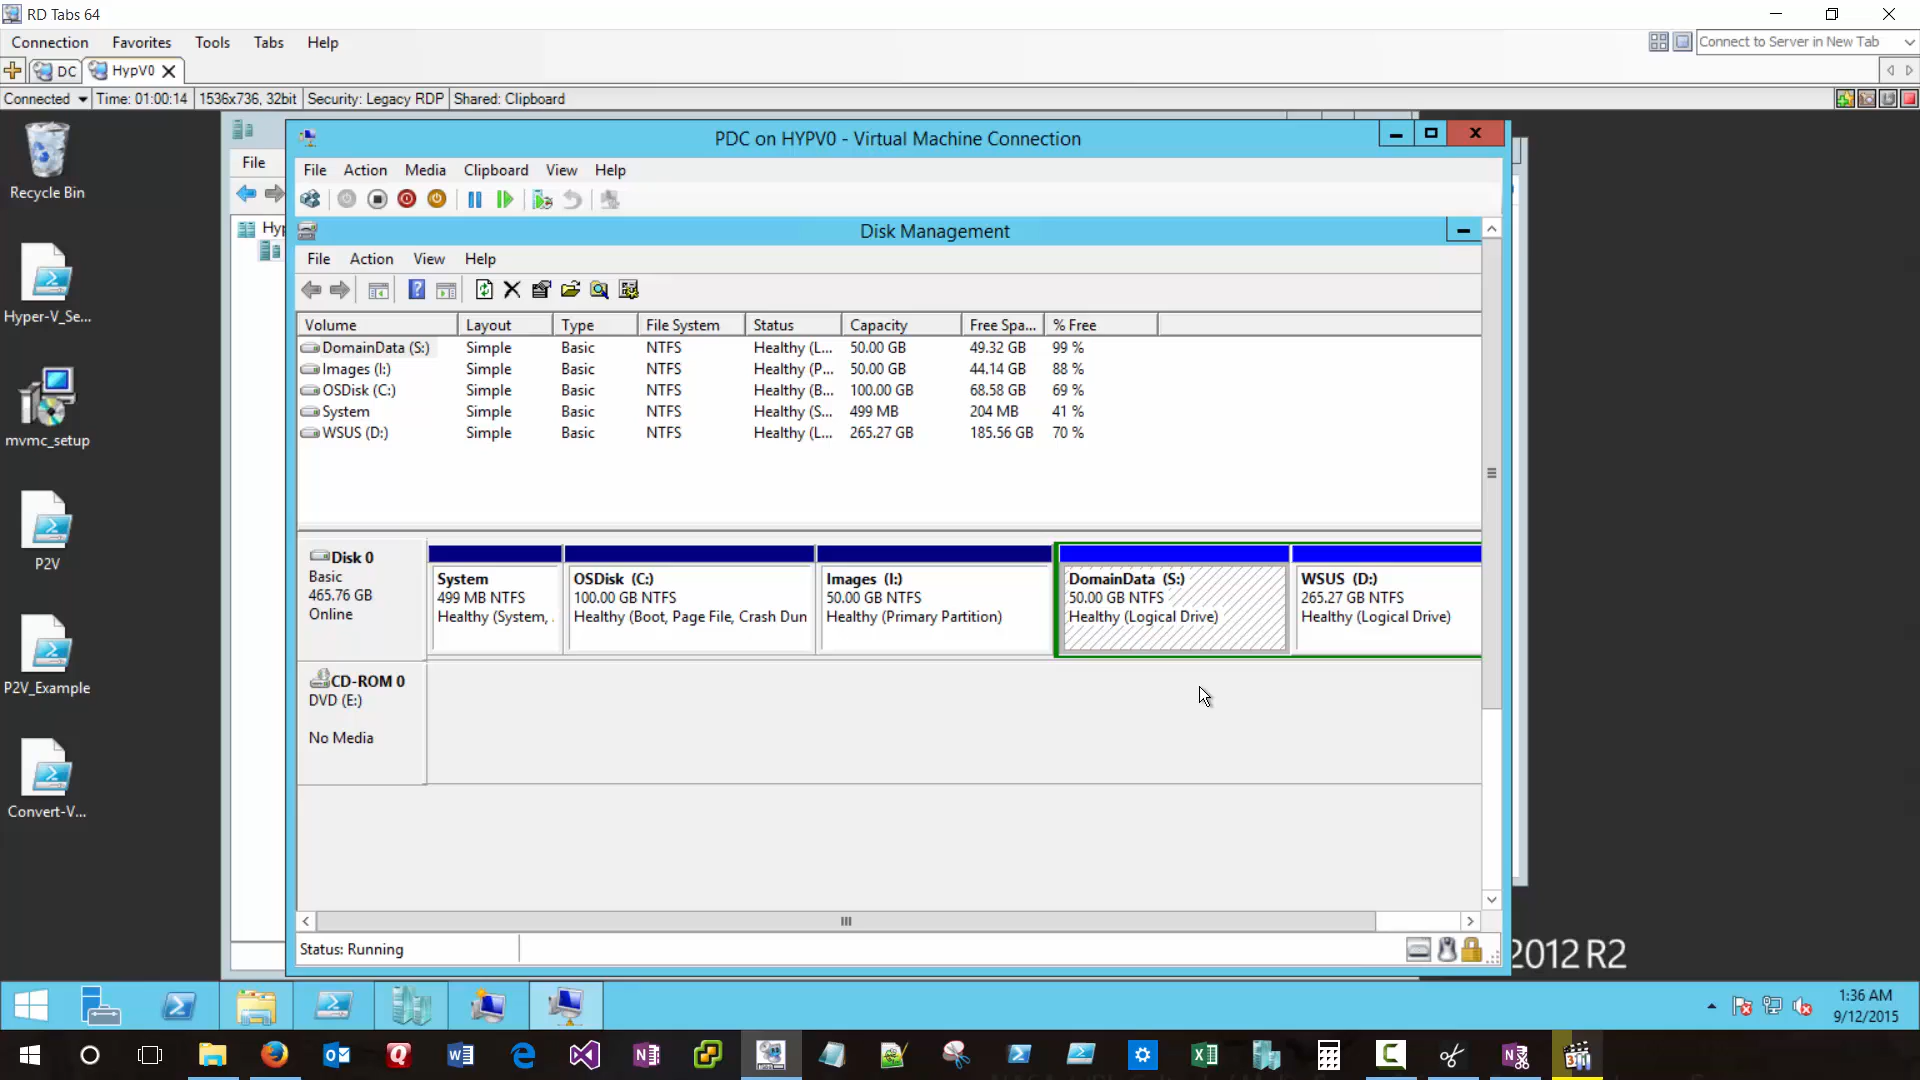 RD Tabs 64
Connection Favorites Tools Tabs Help
Connect to Server in New Tab
DC HypV0
Connected Time: 01:00:14 1536x736, 32bit Security: Legacy RDP Shared: Clipboard
PDC on HYPV0 - Virtual Machine Connection
File
File Action Media Clipboard View Help
Recycle Bin
Hyp
Disk Management
File Action View Help
Volume Layout Type File System Status Capacity Free Spa... % Free
DomainData (S:) Simple Basic NTFS Healthy (L... 50.00 GB 49.32 GB 99 %
Images (I:) Simple Basic NTFS Healthy (P... 50.00 GB 44.14 GB 88 %
OSDisk (C:) Simple Basic NTFS Healthy (B... 100.00 GB 68.58 GB 69 %
System Simple Basic NTFS Healthy (S... 499 MB 204 MB 41 %
WSUS (D:) Simple Basic NTFS Healthy (L... 265.27 GB 185.56 GB 70 %
Hyper-V_Se...
mvmc_setup
P2V
P2V_Example
Convert-V...
Disk 0
Basic
465.76 GB
Online
System
499 MB NTFS
Healthy (System,
OSDisk (C:)
100.00 GB NTFS
Healthy (Boot, Page File, Crash Dun
Images (I:)
50.00 GB NTFS
Healthy (Primary Partition)
DomainData (S:)
50.00 GB NTFS
Healthy (Logical Drive)
WSUS (D:)
265.27 GB NTFS
Healthy (Logical Drive)
CD-ROM 0
DVD (E:)
No Media
Status: Running
2012 R2
1:36 AM
9/12/2015